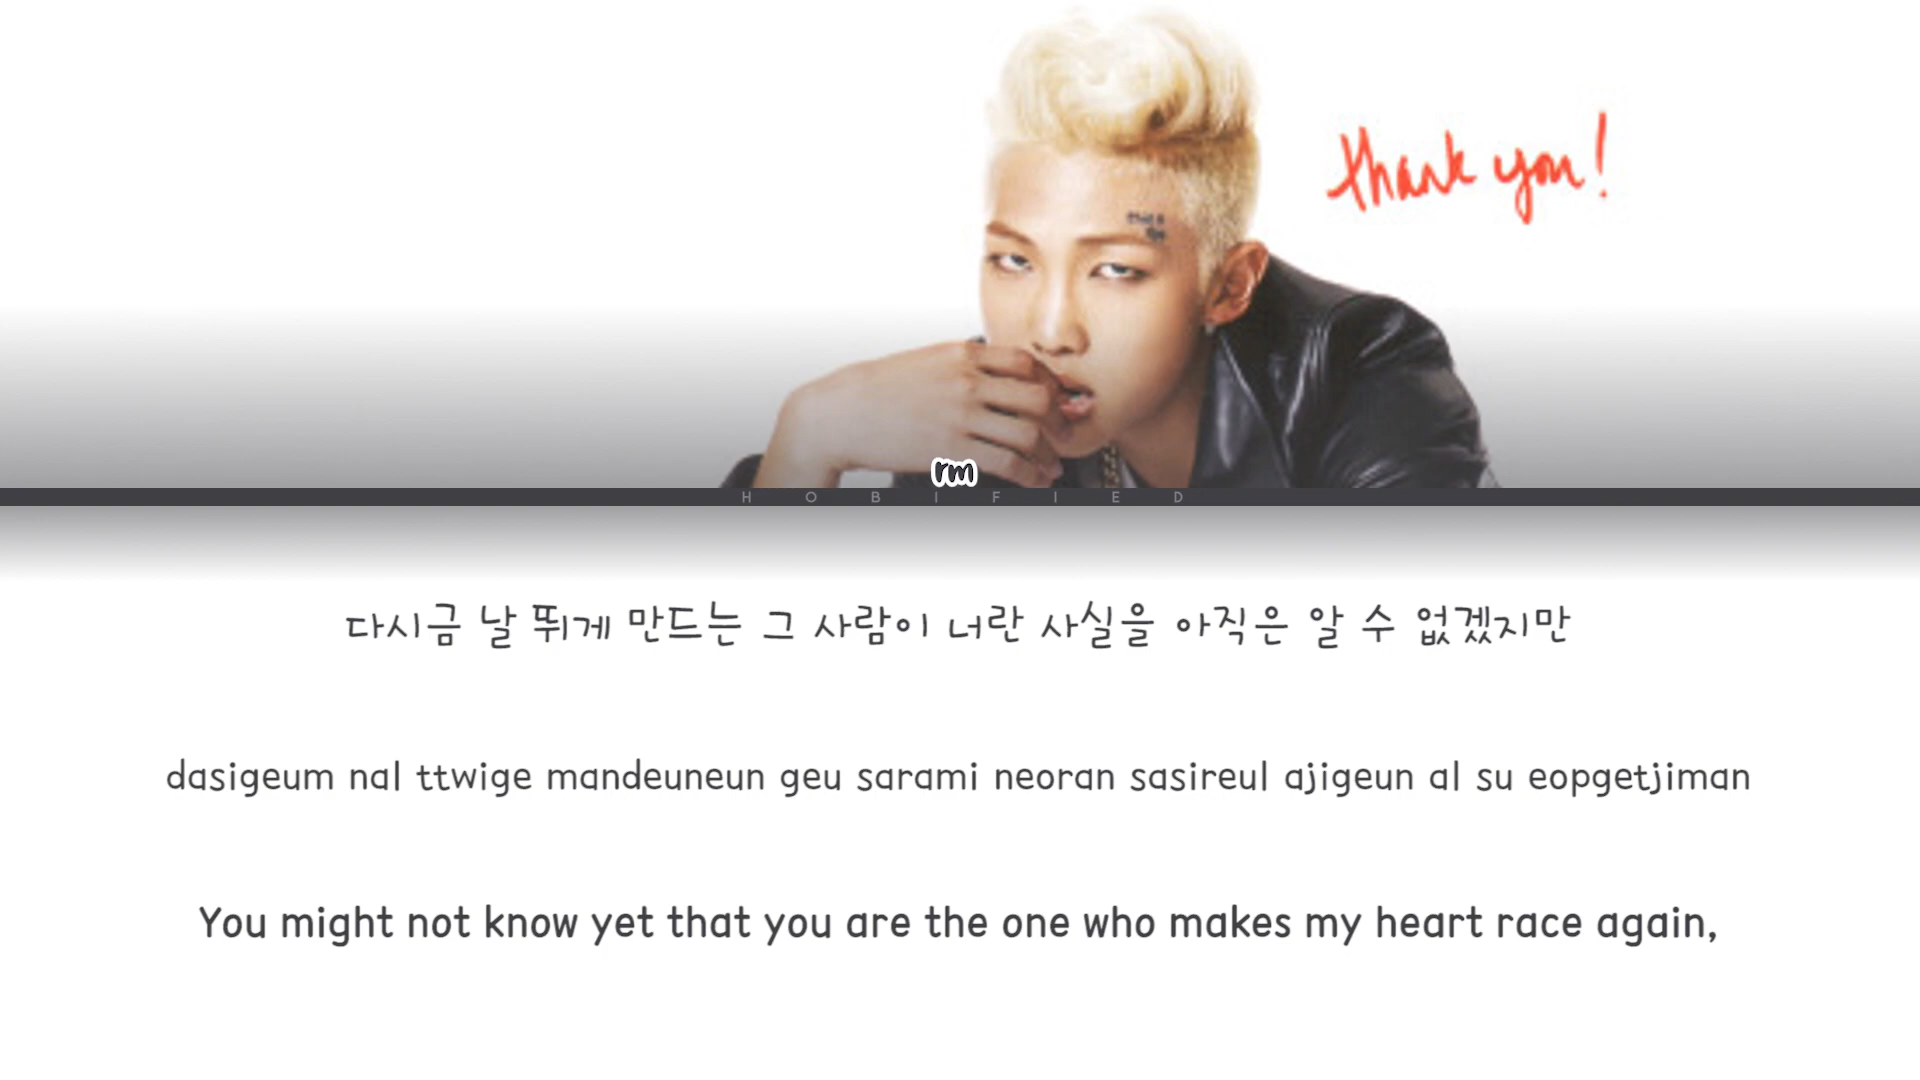 thank you!
rm
HOBIFIED
다시금 날 뛰게 만드는 그 사람이 너란 사실을 아직은 알 수 없겠지만
dasigeum nal ttwige mandeuneun geu sarami neoran sasireul ajigeun al su eopgetjiman
You might not know yet that you are the one who makes my heart race again,